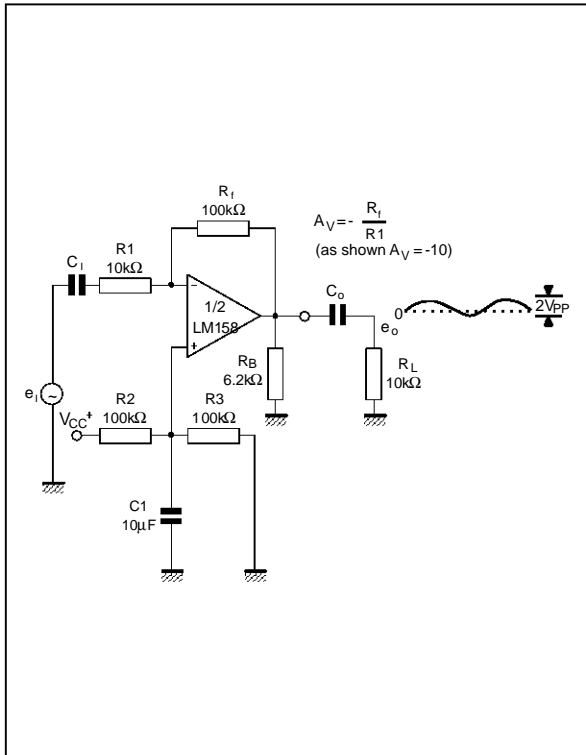 Rf
100kΩ
AV = - Rf
R1
(as shown AV = -10)
CI
R1
10kΩ
Co
0
2VPP
1/2
LM158
eo
RB
6.2kΩ
RL
10kΩ
eI
VCC+
R2
100kΩ
R3
100kΩ
C1
10µF